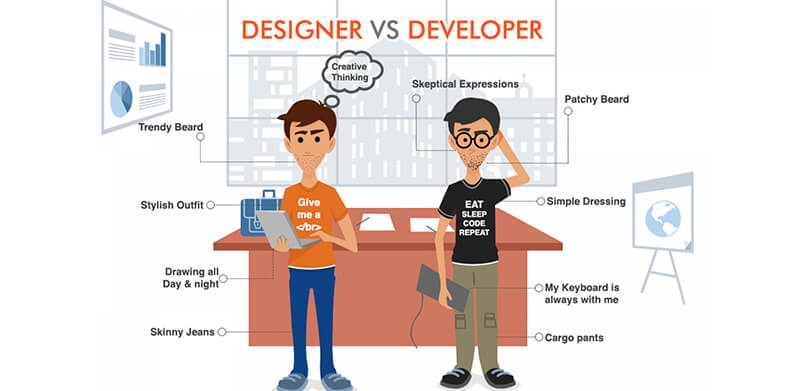 DESIGNER VS DEVELOPER
Creative
Thinking
Trendy Beard
Stylish Outfit
Drawing all
Day & night
Skinny Jeans
Give
me a
</br>
Skeptical Expressions
Patchy Beard
Simple Dressing
EAT
SLEEP
CODE
REPEAT
My Keyboard is
always with me
Cargo pants